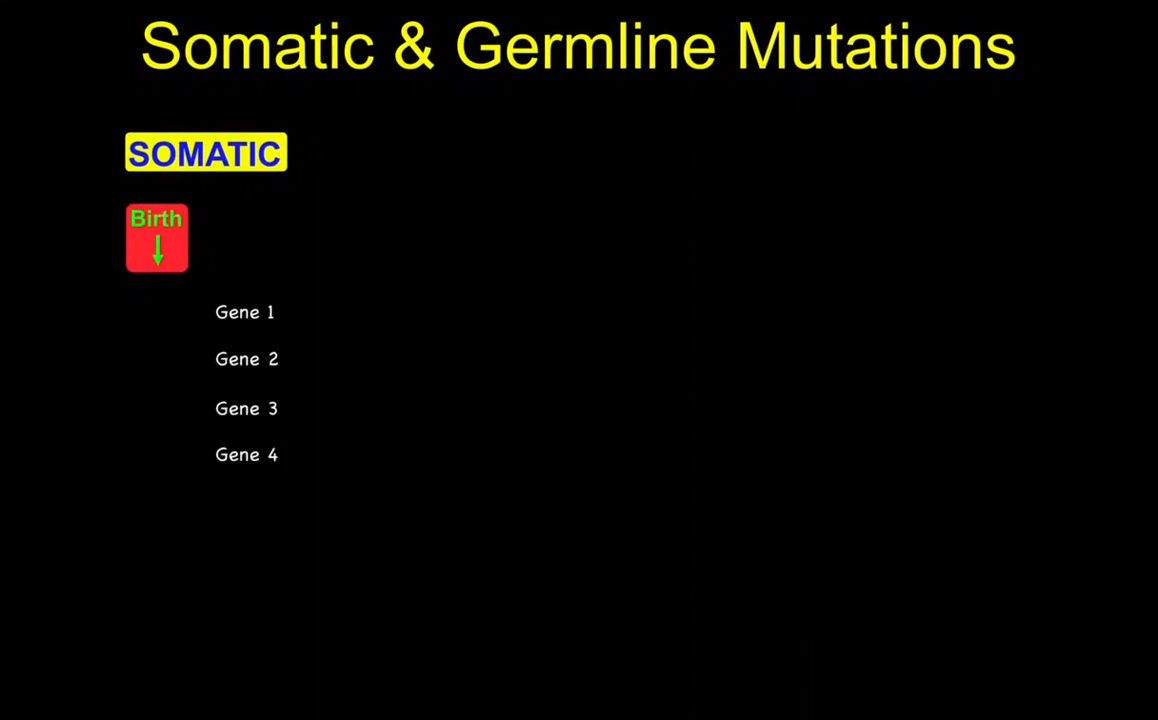 Somatic & Germline Mutations
SOMATIC
Birth
Gene 1
Gene 2
Gene 3
Gene 4